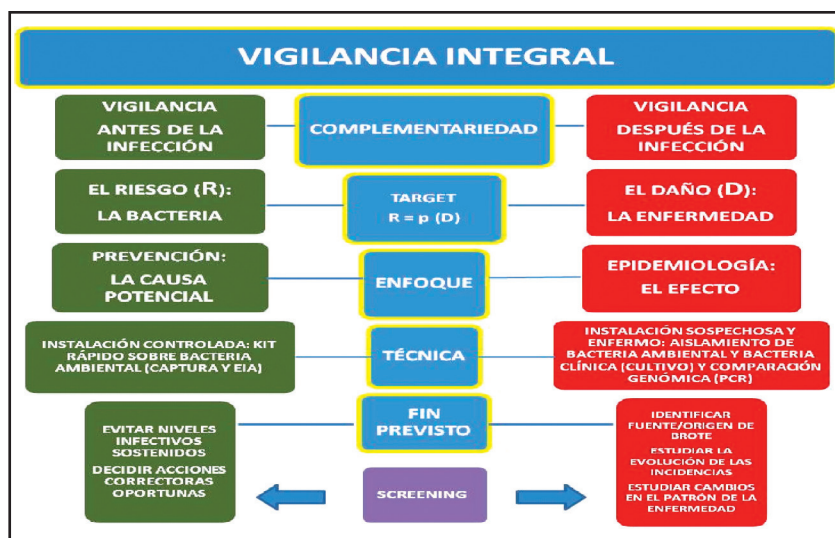 VIGILANCIA INTEGRAL
VIGILANCIA
ANTES DE LA
INFECCIÓN
COMPLEMENTARIEDAD
VIGILANCIA
DESPUÉS DE LA
INFECCIÓN
EL RIESGO (R):
LA BACTERIA
TARGET
R = p (D)
EL DAÑO (D):
LA ENFERMEDAD
PREVENCIÓN:
LA CAUSA
POTENCIAL
ENFOQUE
EPIDEMIOLOGÍA:
EL EFECTO
INSTALACIÓN CONTROLADA: KIT
RÁPIDO SOBRE BACTERIA
AMBIENTAL (CAPTURA Y EIA)
TÉCNICA
INSTALACIÓN SOSPECHOSA Y
ENFERMO: AISLAMIENTO DE
BACTERIA AMBIENTAL Y BACTERIA
CLÍNICA (CULTIVO) Y COMPARACIÓN
GENÓMICA (PCR)
EVITAR NIVELES
INFECTIVOS
SOSTENIDOS
DECIDIR ACCIONES
CORRECTORAS
OPORTUNAS
FIN
PREVISTO
SCREENING
IDENTIFICAR
FUENTE/ORIGEN DE
BROTE
ESTUDIAR LA
EVOLUCIÓN DE LAS
INCIDENCIAS
ESTUDIAR CAMBIOS
EN EL PATRÓN DE LA
ENFERMEDAD